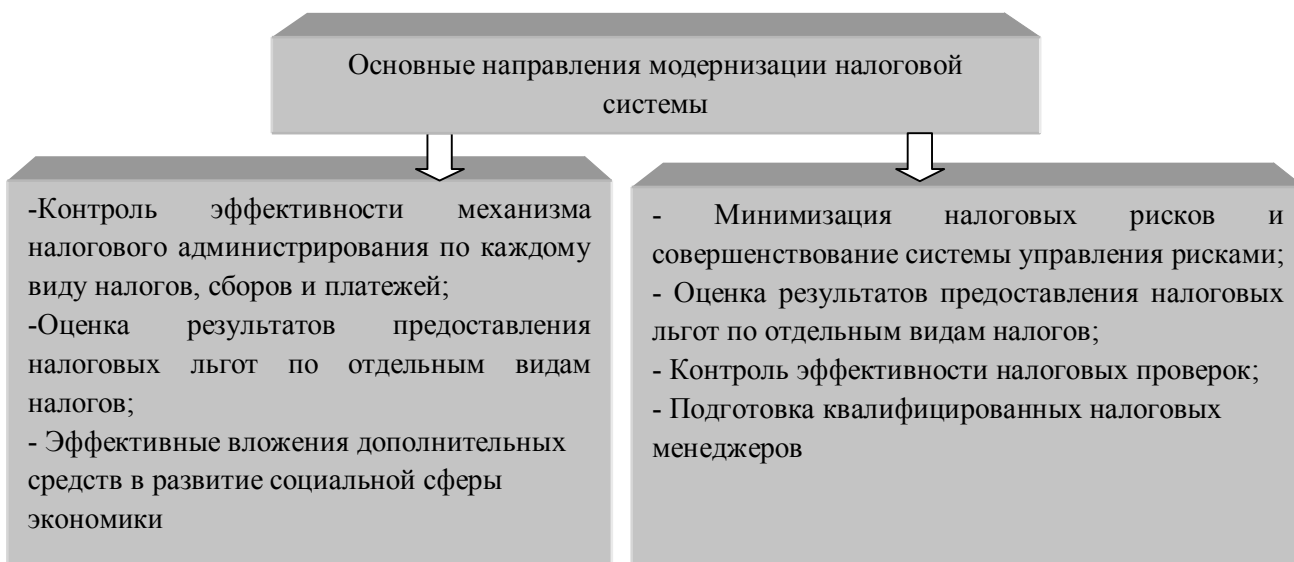 Основные направления модернизации налоговой
системы
-Контроль эффективности механизма
налогового администрирования по каждому
виду налогов, сборов и платежей;
-Оценка результатов предоставления
налоговых льгот по отдельным видам
налогов;
- Эффективные вложения дополнительных
средств в развитие социальной сферы
экономики
- Минимизация налоговых рисков и
совершенствование системы управления рисками;
- Оценка результатов предоставления налоговых
льгот по отдельным видам налогов;
- Контроль эффективности налоговых проверок;
- Подготовка квалифицированных налоговых
менеджеров